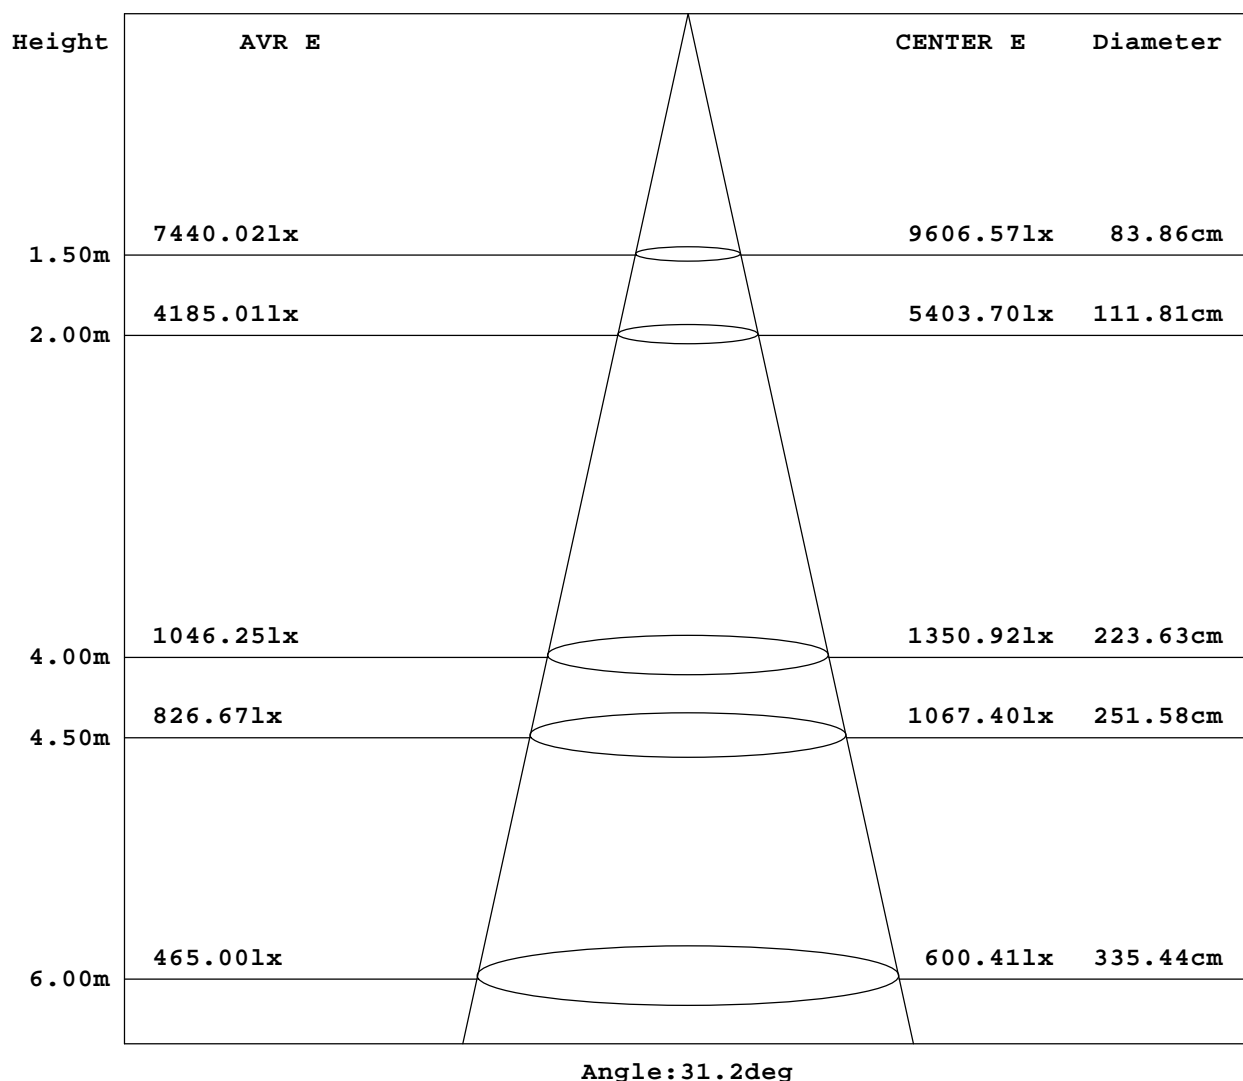 Height AVR E CENTER E Diameter
7440.02lx 9606.57lx 83.86cm
1.50m
4185.01lx 5403.70lx 111.81cm
2.00m
1046.25lx 1350.92lx 223.63cm
4.00m
826.67lx 1067.40lx 251.58cm
4.50m
465.00lx 600.41lx 335.44cm
6.00m
Angle:31.2deg